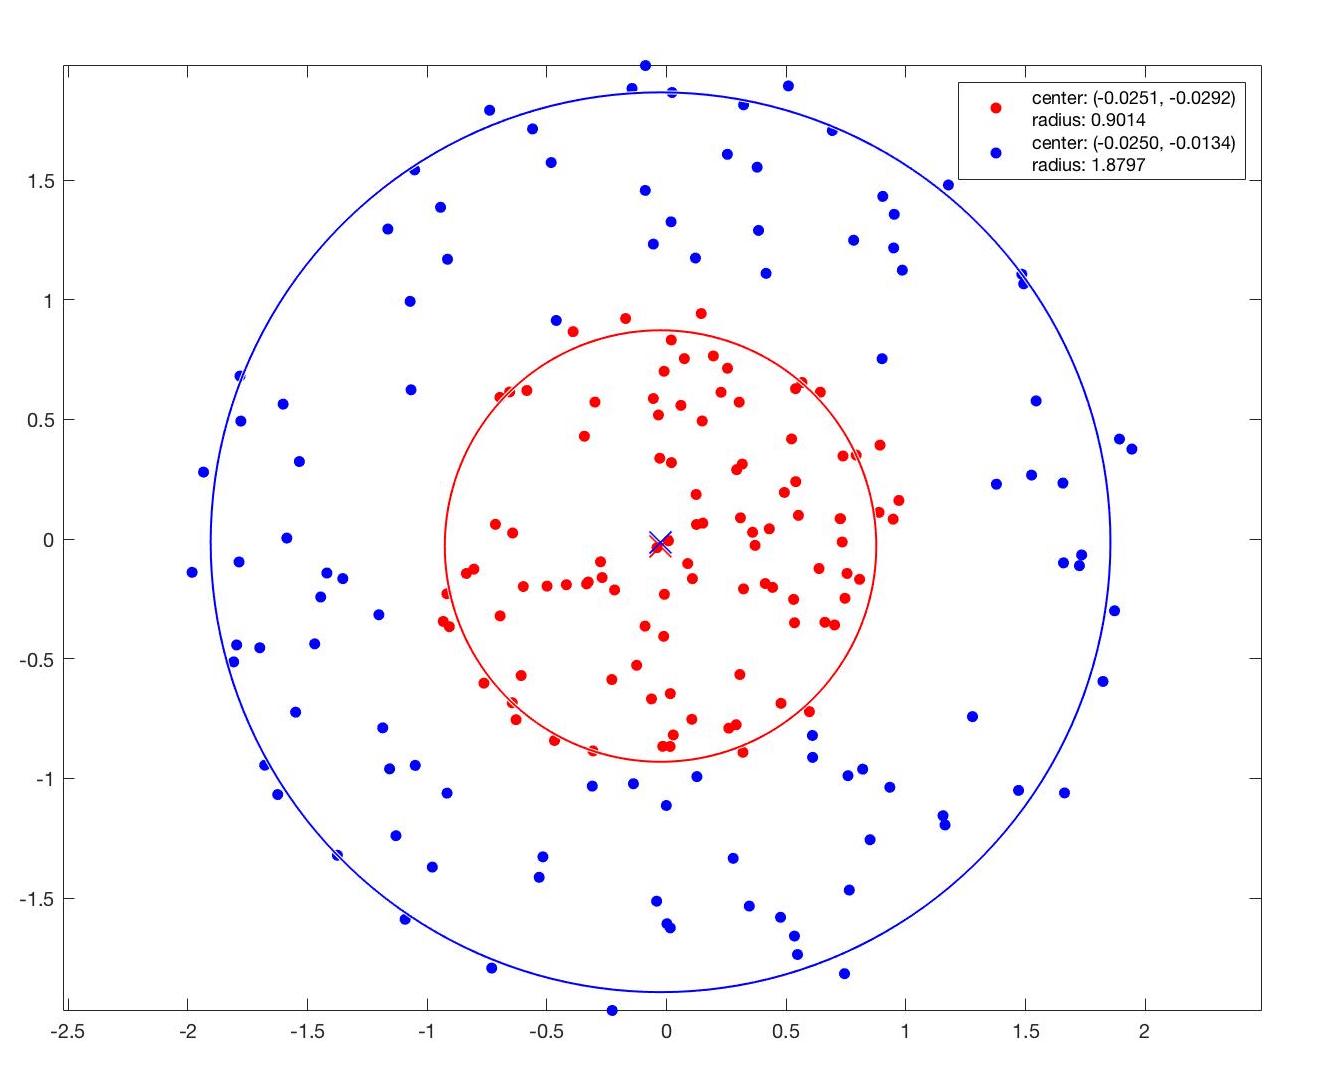 center: (-0.0251, -0.0292)
radius: 0.9014
center: (-0.0250, -0.0134)
radius: 1.8797
1.5
1
0.5
0
-0.5
-1
-1.5
-2.5 -2 -1.5 -1 -0.5 0 0.5 1 1.5 2